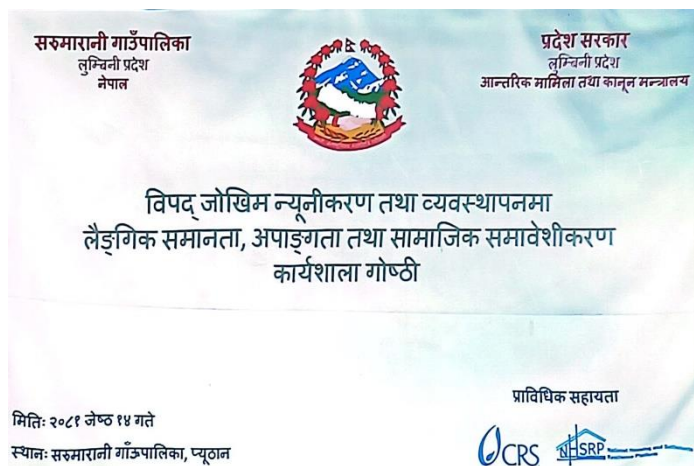 सरुमारानी गाउँपालिका
लुम्बिनी प्रदेश
नेपाल
प्रदेश सरकार
लुम्बिनी प्रदेश
आन्तरिक मामिला तथा कानून मन्त्रालय
विपद् जोखिम न्यूनीकरण तथा व्यवस्थापनमा
लैङ्गिक समानता, अपाङ्गता तथा सामाजिक समावेशीकरण
कार्यशाला गोष्ठी
प्राविधिक सहायता
मितिः २०८१ जेष्ठ १४ गते
स्थानः सरुमारानी गाँउपालिका, प्यूठान
CRS
NHSRP